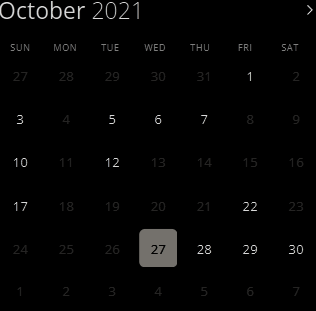 October 2021 >
SUN MON TUE WED THU FRI SAT
27 28 29 30 31 1 2
3 4 5 6 7 8 9
10 11 12 13 14 15 16
17 18 19 20 21 22 23
24 25 26 27 28 29 30
1 2 3 4 5 6 7